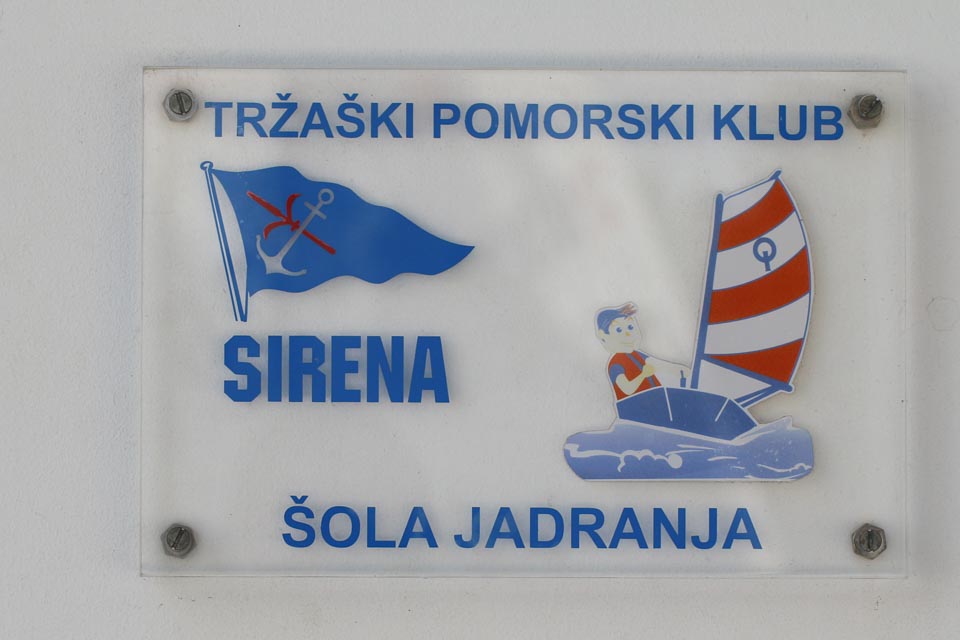 TRŽAŠKI POMORSKI KLUB
SIRENA
ŠOLA JADRANJA